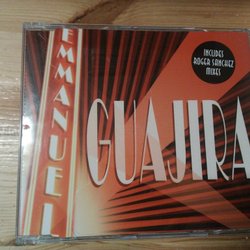 EMMANUEL
INCLUDES
ROGER SANCHEZ
MIXES
GUAJIRA